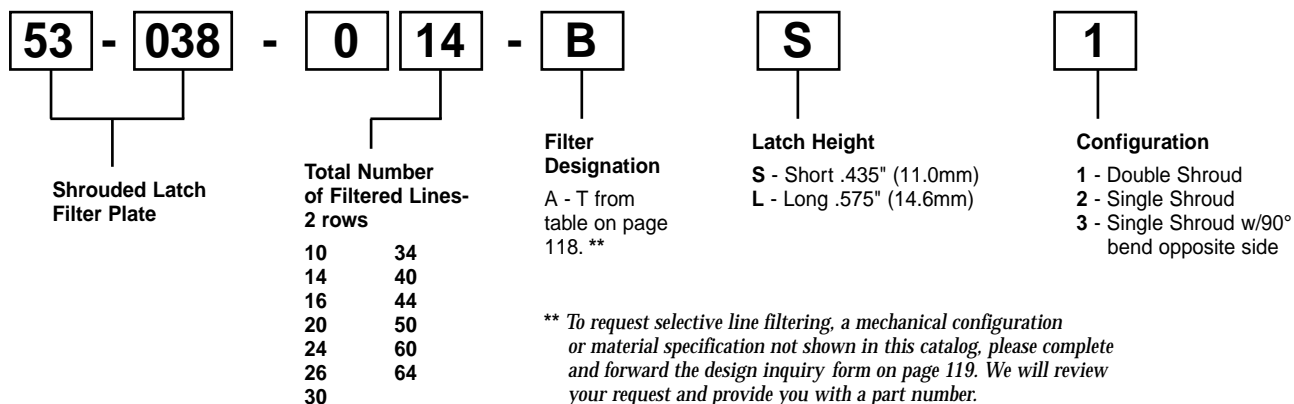 53 - 038 - 0 14 - B S 1
Shrouded Latch
Filter Plate
Total Number
of Filtered Lines-
2 rows
10 34
14 40
16 44
20 50
24 60
26 64
30
Filter
Designation
A - T from
table on page
118. **
Latch Height
S - Short .435" (11.0mm)
L - Long .575" (14.6mm)
Configuration
1 - Double Shroud
2 - Single Shroud
3 - Single Shroud w/90°
bend opposite side
** To request selective line filtering, a mechanical configuration
or material specification not shown in this catalog, please complete
and forward the design inquiry form on page 119. We will review
your request and provide you with a part number.